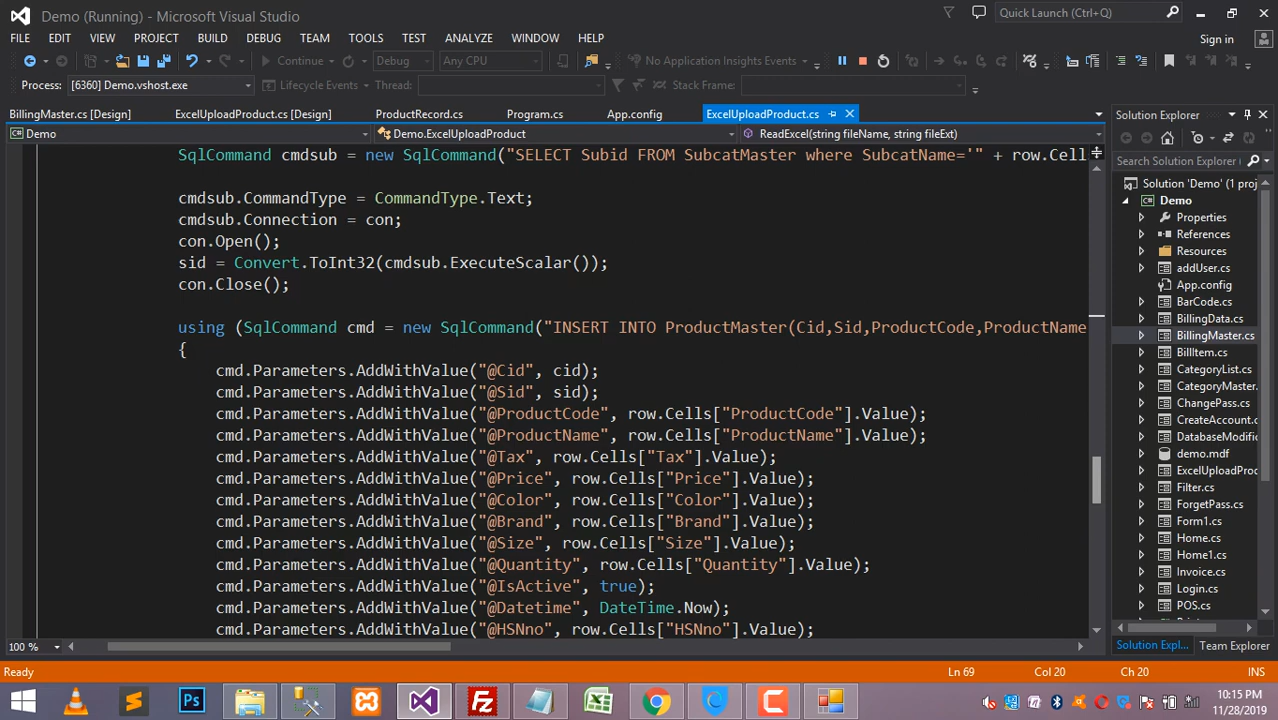 Demo (Running) - Microsoft Visual Studio
Quick Launch (Ctrl+Q)
FILE EDIT VIEW PROJECT BUILD DEBUG TEAM TOOLS TEST ANALYZE WINDOW HELP
Sign in
Continue Debug Any CPU No Application Insights Events
Process: [6360] Demo.vshost.exe Lifecycle Events Thread: Stack Frame:
BillingMaster.cs [Design] ExcelUploadProduct.cs [Design] ProductRecord.cs Program.cs App.config ExcelUploadProduct.cs
Demo Demo.ExcelUploadProduct ReadExcel(string fileName, string fileExt)
SqlCommand cmdsub = new SqlCommand("SELECT Subid FROM SubcatMaster where SubcatName='" + row.Cell
cmdsub.CommandType = CommandType.Text;
cmdsub.Connection = con;
con.Open();
sid = Convert.ToInt32(cmdsub.ExecuteScalar());
con.Close();
using (SqlCommand cmd = new SqlCommand("INSERT INTO ProductMaster(Cid,Sid,ProductCode,ProductName
{
cmd.Parameters.AddWithValue("@Cid", cid);
cmd.Parameters.AddWithValue("@Sid", sid);
cmd.Parameters.AddWithValue("@ProductCode", row.Cells["ProductCode"].Value);
cmd.Parameters.AddWithValue("@ProductName", row.Cells["ProductName"].Value);
cmd.Parameters.AddWithValue("@Tax", row.Cells["Tax"].Value);
cmd.Parameters.AddWithValue("@Price", row.Cells["Price"].Value);
cmd.Parameters.AddWithValue("@Color", row.Cells["Color"].Value);
cmd.Parameters.AddWithValue("@Brand", row.Cells["Brand"].Value);
cmd.Parameters.AddWithValue("@Size", row.Cells["Size"].Value);
cmd.Parameters.AddWithValue("@Quantity", row.Cells["Quantity"].Value);
cmd.Parameters.AddWithValue("@IsActive", true);
cmd.Parameters.AddWithValue("@Datetime", DateTime.Now);
cmd.Parameters.AddWithValue("@HSNno", row.Cells["HSNno"].Value);
100 %
Solution Explorer
Search Solution Explorer
Solution 'Demo' (1 proj
C# Demo
Properties
References
Resources
addUser.cs
App.config
BarCode.cs
BillingData.cs
BillingMaster.cs
BillItem.cs
CategoryList.cs
CategoryMaster.
ChangePass.cs
CreateAccount.c
DatabaseModific
demo.mdf
ExcelUploadProc
Filter.cs
ForgetPass.cs
Form1.cs
Home.cs
Home1.cs
Invoice.cs
Login.cs
POS.cs
Solution Expl... Team Explorer
Ready Ln 69 Col 20 Ch 20 INS
Ps Fz
10:15 PM
11/28/2019